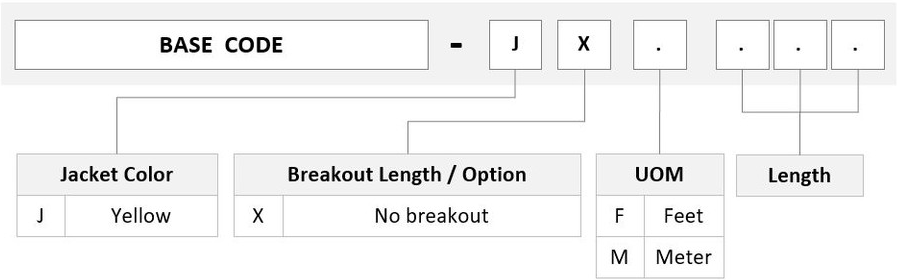 BASE CODE - J X . . . .
Jacket Color
J Yellow
Breakout Length / Option
X No breakout
UOM
F Feet
M Meter
Length